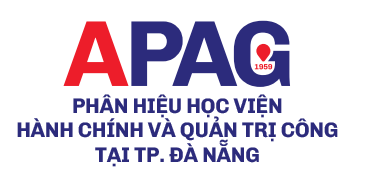 APAG
1959
PHÂN HIỆU HỌC VIỆN
HÀNH CHÍNH VÀ QUẢN TRỊ CÔNG
TẠI TP. ĐÀ NẴNG